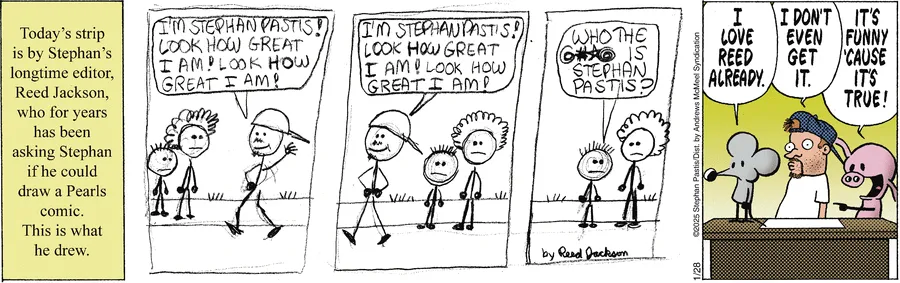 Today's strip
is by Stephan's
longtime editor,
Reed Jackson,
who for years
has been
asking Stephan
if he could
draw a Pearls
comic.
This is what
he drew.
I'M STEPHAN PASTIS!
LOOK HOW GREAT
I AM! LOOK HOW
GREAT I AM!
I'M STEPHAN PASTIS!
LOOK HOW GREAT
I AM! LOOK HOW
GREAT I AM!
WHO THE
G#A@ IS
STEPHAN
PASTIS?
by Reed Jackson
I
LOVE
REED
ALREADY.
I DON'T
EVEN
GET
IT.
IT'S
FUNNY
'CAUSE
IT'S
TRUE!
©2025 Stephan Pastis/Dist. by Andrews McMeel Syndication
1/28